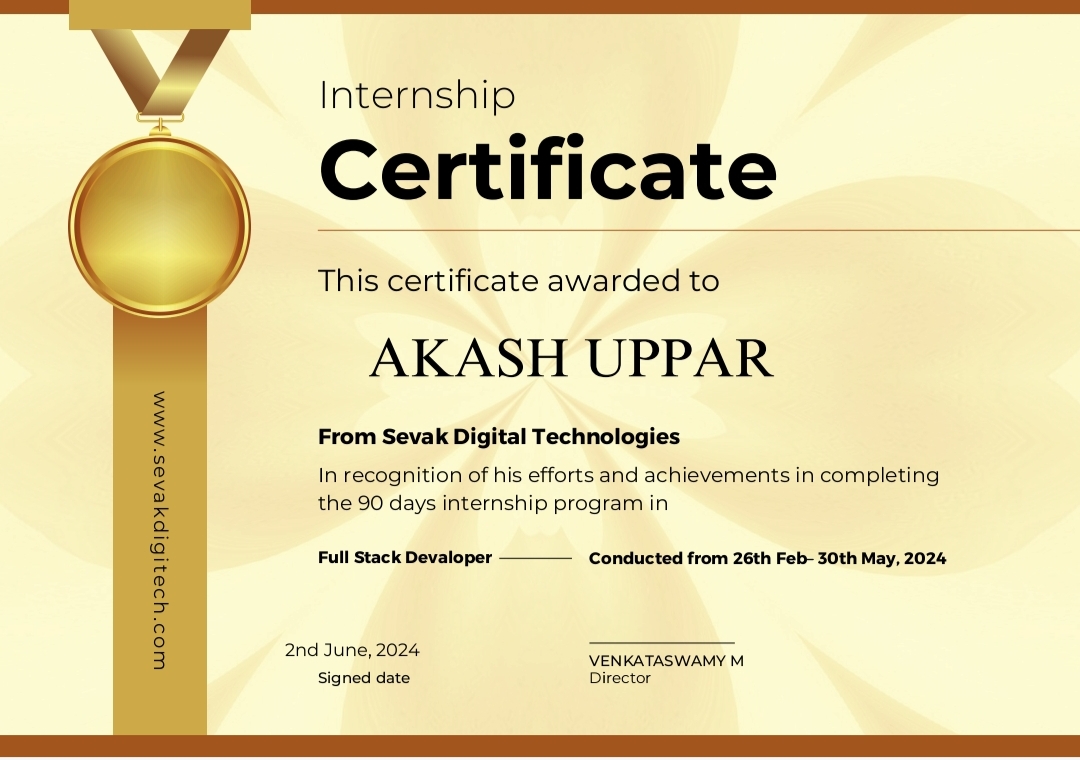 Internship
Certificate
This certificate awarded to
AKASH UPPAR
From Sevak Digital Technologies
In recognition of his efforts and achievements in completing
the 90 days internship program in
Full Stack Devaloper
Conducted from 26th Feb– 30th May, 2024
2nd June, 2024
Signed date
VENKATASWAMY M
Director
www.sevakdigitech.com